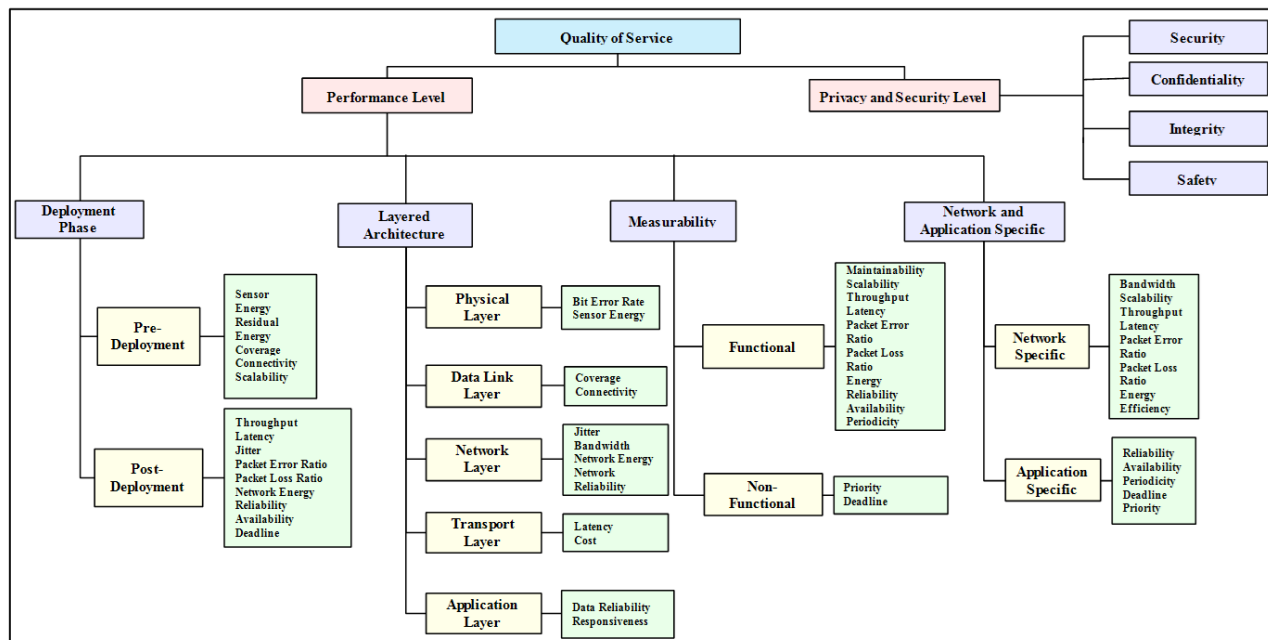 Quality of Service
Performance Level
Privacy and Security Level
Security
Confidentiality
Integrity
Safety
Deployment
Phase
Pre-
Deployment
Sensor
Energy
Residual
Energy
Coverage
Connectivity
Scalability
Post-
Deployment
Throughput
Latency
Jitter
Packet Error Ratio
Packet Loss Ratio
Network Energy
Reliability
Availability
Deadline
Layered
Architecture
Physical
Layer
Bit Error Rate
Sensor Energy
Data Link
Layer
Coverage
Connectivity
Network
Layer
Jitter
Bandwidth
Network Energy
Network
Reliability
Transport
Layer
Latency
Cost
Application
Layer
Data Reliability
Responsiveness
Measurability
Functional
Maintainability
Scalability
Throughput
Latency
Packet Error
Ratio
Packet Loss
Ratio
Energy
Reliability
Availability
Periodicity
Non-
Functional
Priority
Deadline
Network and
Application Specific
Network
Specific
Bandwidth
Scalability
Throughput
Latency
Packet Error
Ratio
Packet Loss
Ratio
Energy
Efficiency
Application
Specific
Reliability
Availability
Periodicity
Deadline
Priority